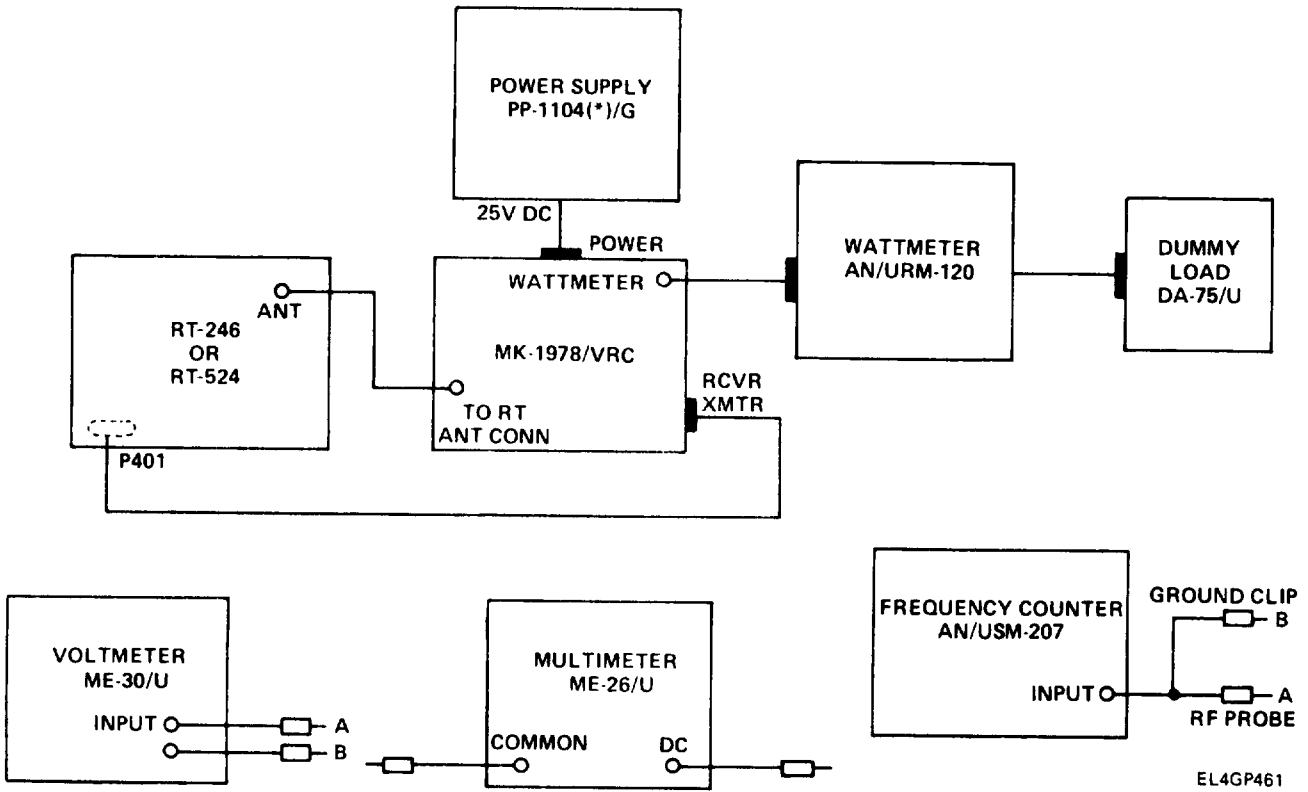 POWER SUPPLY
PP-1104(*)/G
25V DC
POWER
WATTMETER
AN/URM-120
DUMMY
LOAD
DA-75/U
ANT
RT-246
OR
RT-524
P401
WATTMETER
MK-1978/VRC
TO RT
ANT CONN
RCVR
XMTR
VOLTMETER
ME-30/U
INPUT
A
B
MULTIMETER
ME-26/U
COMMON
DC
FREQUENCY COUNTER
AN/USM-207
INPUT
GROUND CLIP
B
A
RF PROBE
EL4GP461